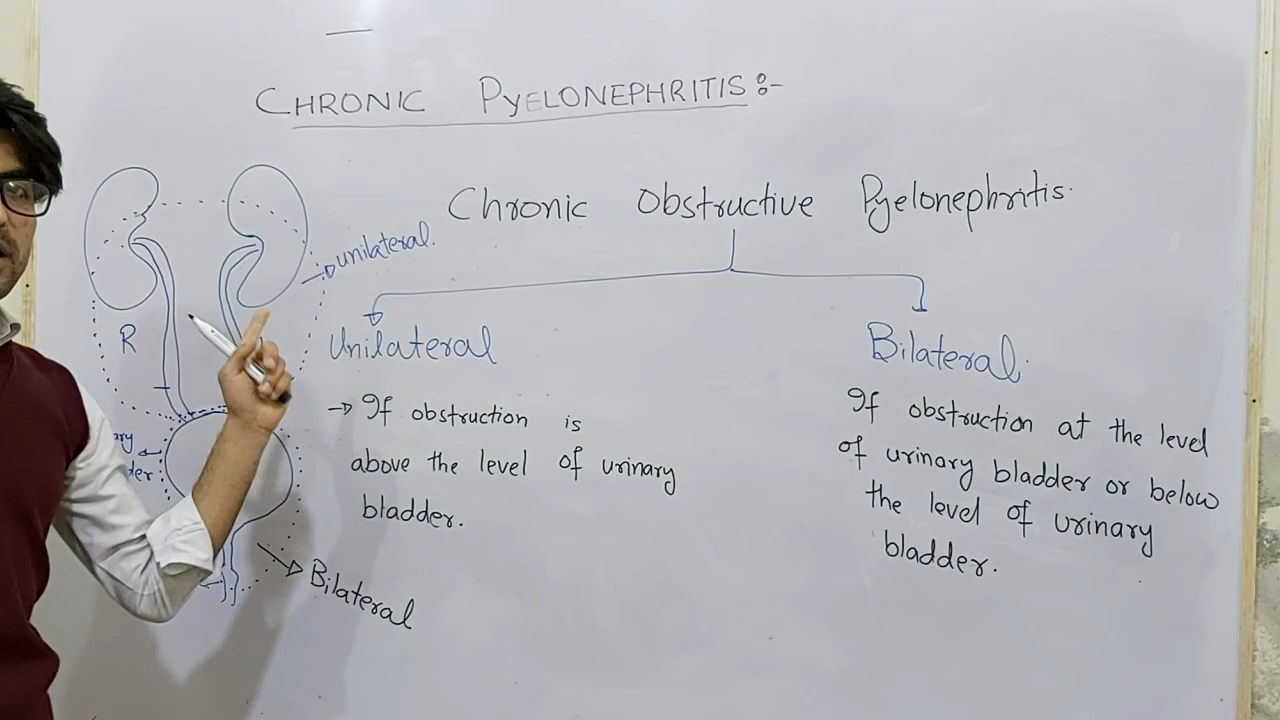 CHRONIC PYELONEPHRITIS:-
Chronic Obstructive Pyelonephritis.
unilateral.
R
Unilateral
Bilateral.
→ If obstruction is
above the level of urinary
bladder.
If obstruction at the level
of urinary bladder or below
the level of urinary
bladder.
Bilateral